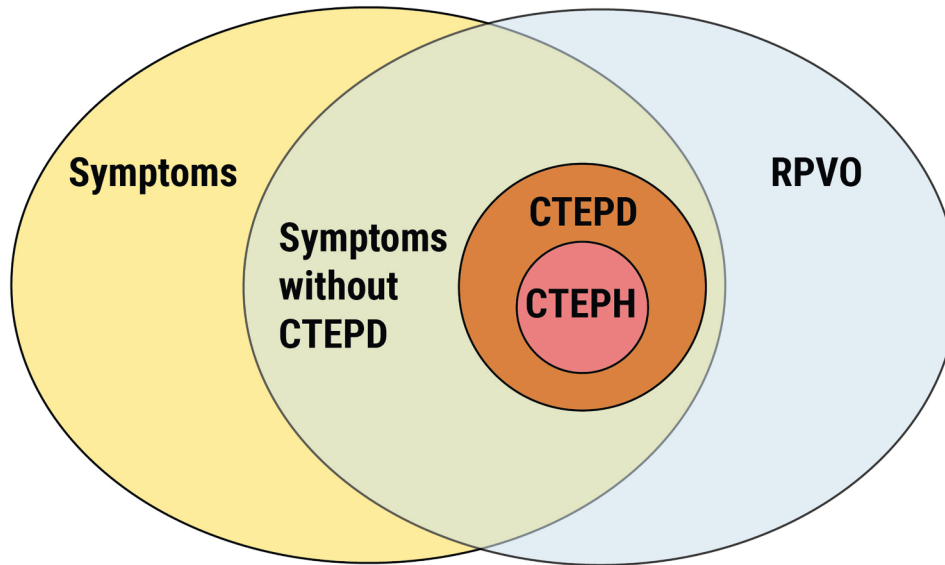 Symptoms
RPVO
Symptoms
without
CTEPD
CTEPD
CTEPH